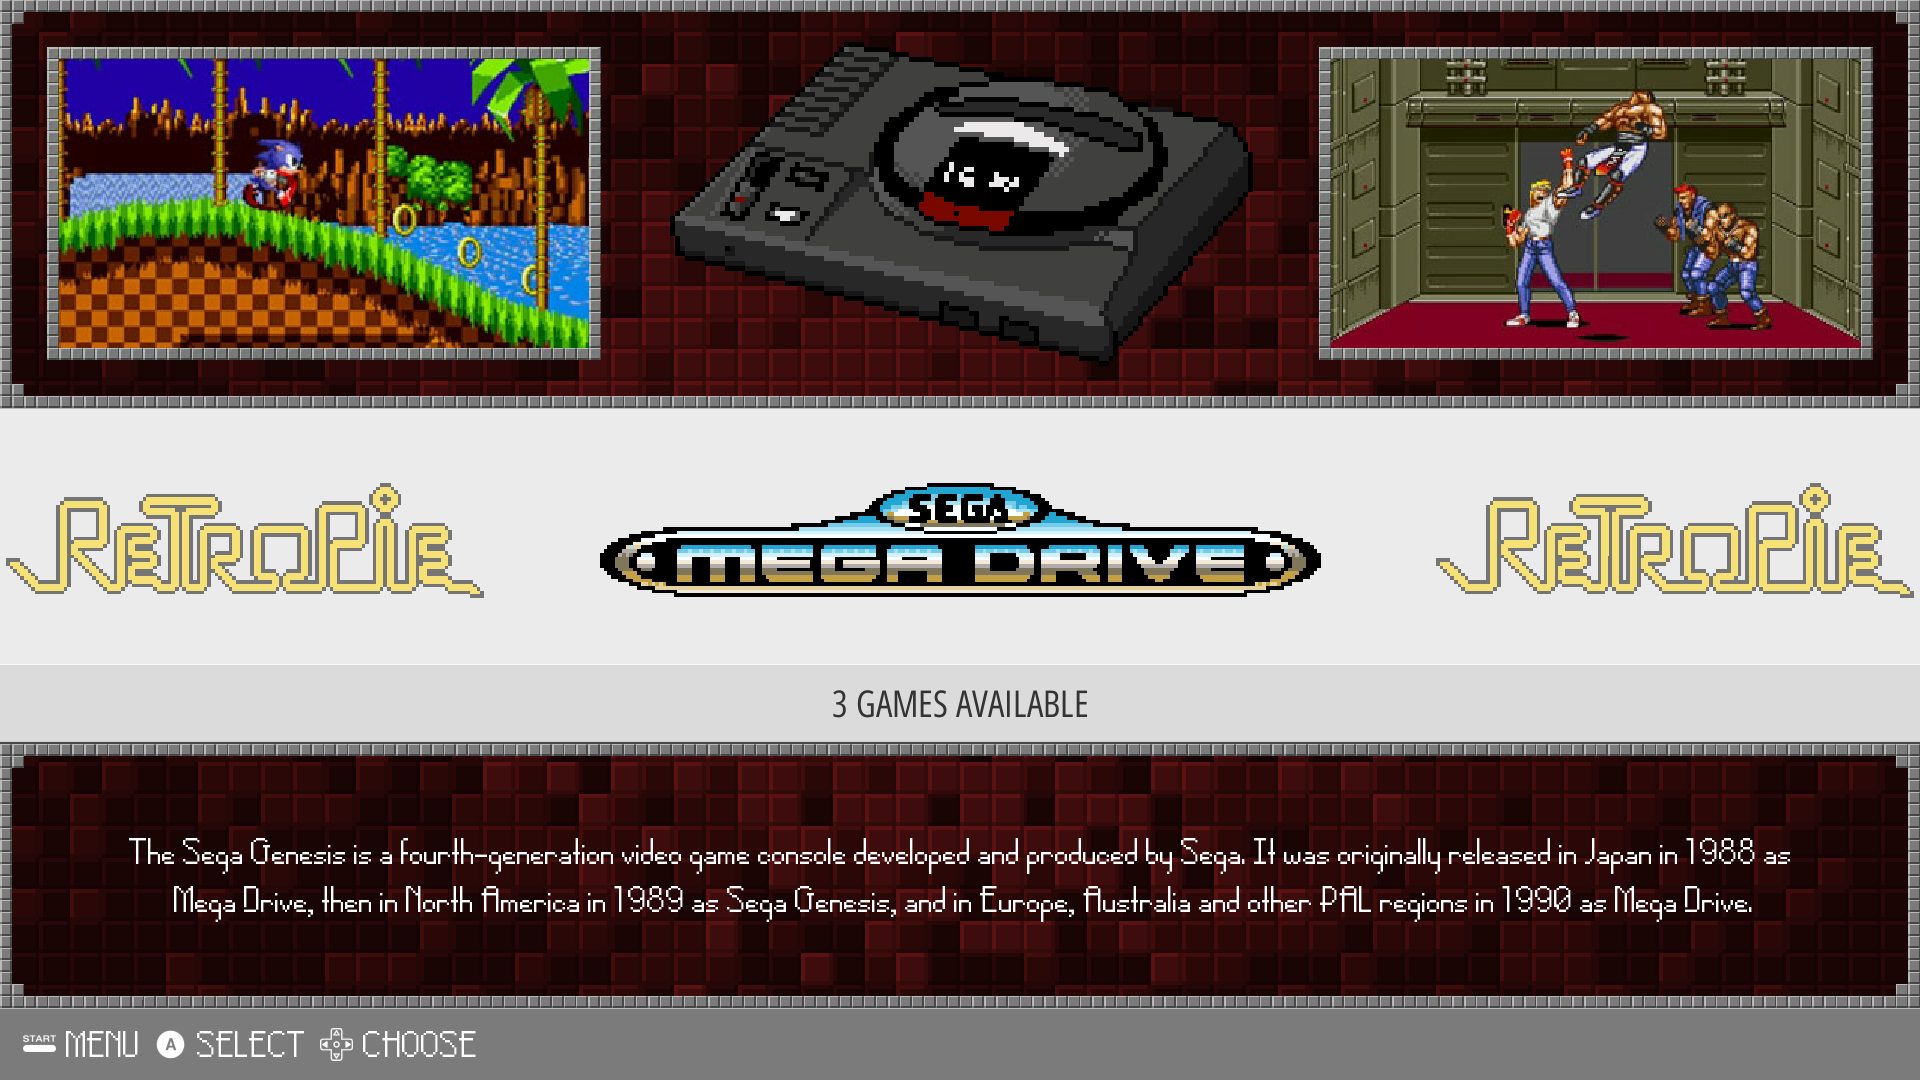 RETROPIE
SEGA
MEGA DRIVE
RETROPIE
3 GAMES AVAILABLE
The Sega Genesis is a fourth-generation video game console developed and produced by Sega. It was originally released in Japan in 1988 as
Mega Drive, then in North America in 1989 as Sega Genesis, and in Europe, Australia and other PAL regions in 1990 as Mega Drive.
START MENU A SELECT CHOOSE